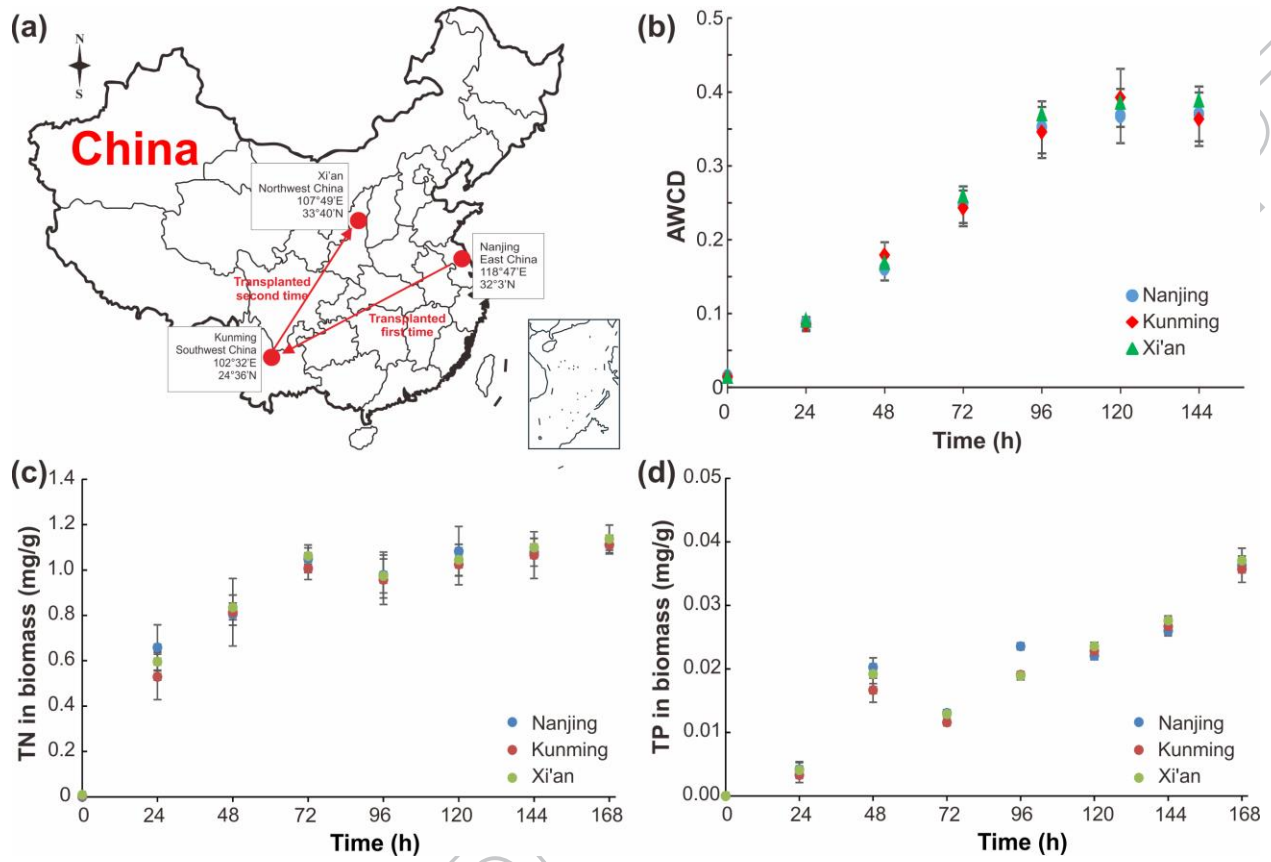 (a)
N
S
China
Xi'an
Northwest China
107°49'E
33°40'N
Nanjing
East China
118°47'E
32°3'N
Transplanted
second time
Transplanted
first time
Kunming
Southwest China
102°32'E
24°36'N
(b)
AWCD
0.5
0.4
0.3
0.2
0.1
0
0 24 48 72 96 120 144
Time (h)
Nanjing
Kunming
Xi'an
(c)
TN in biomass (mg/g)
1.4
1.2
1.0
0.8
0.6
0.4
0.2
0
0 24 48 72 96 120 144 168
Time (h)
Nanjing
Kunming
Xi'an
(d)
TP in biomass (mg/g)
0.05
0.04
0.03
0.02
0.01
0.00
0 24 48 72 96 120 144 168
Time (h)
Nanjing
Kunming
Xi'an